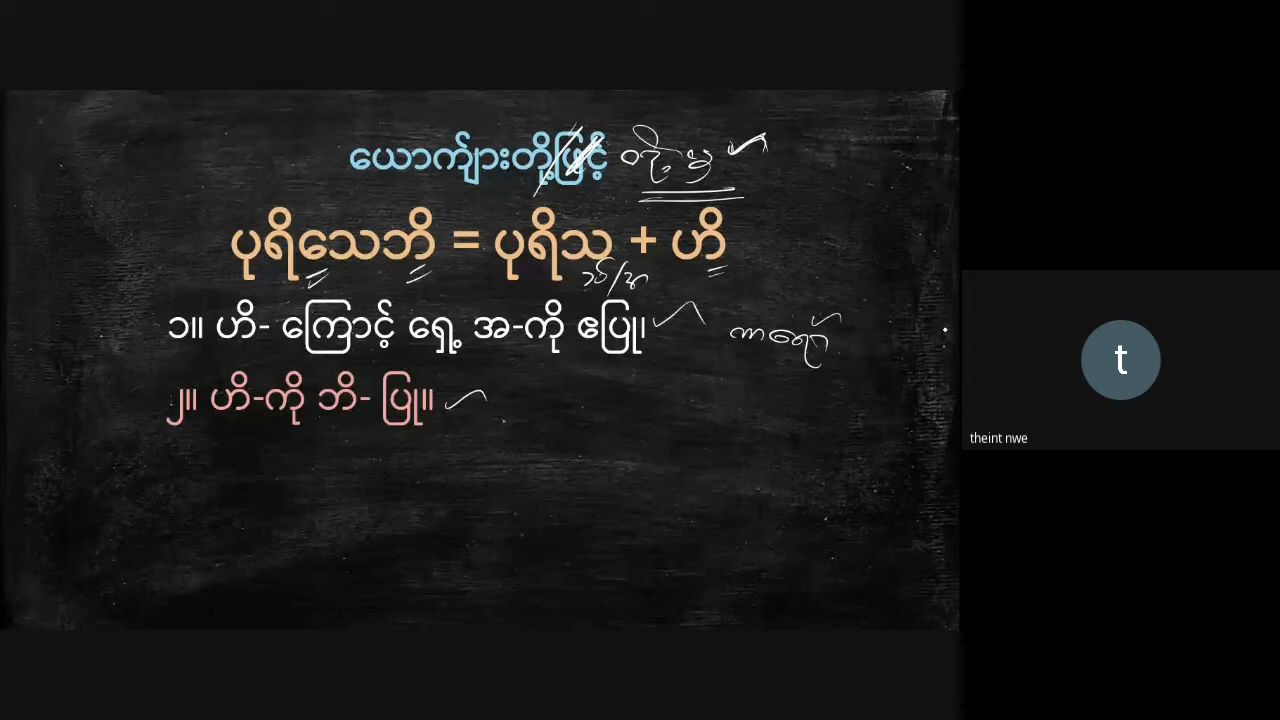 ယောက်ျားတို့ဖြင့်
ပုရိသေဘိ = ပုရိသ + ဟိ
၁။ ဟိ- ကြောင့် ရှေ့ အ-ကို ဧပြု၊
၂။ ဟိ-ကို ဘိ- ပြု။
t
theint nwe